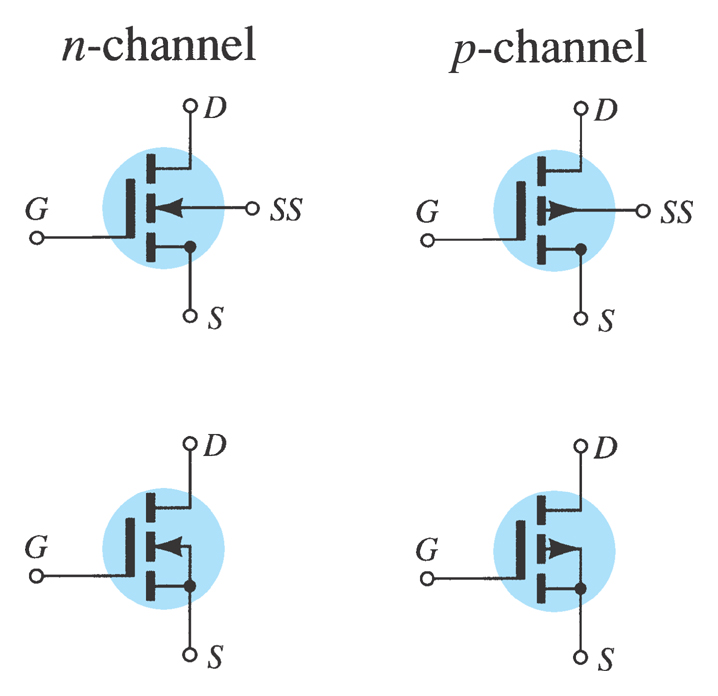 n-channel p-channel
D D
G SS G SS
S S
D D
G G
S S